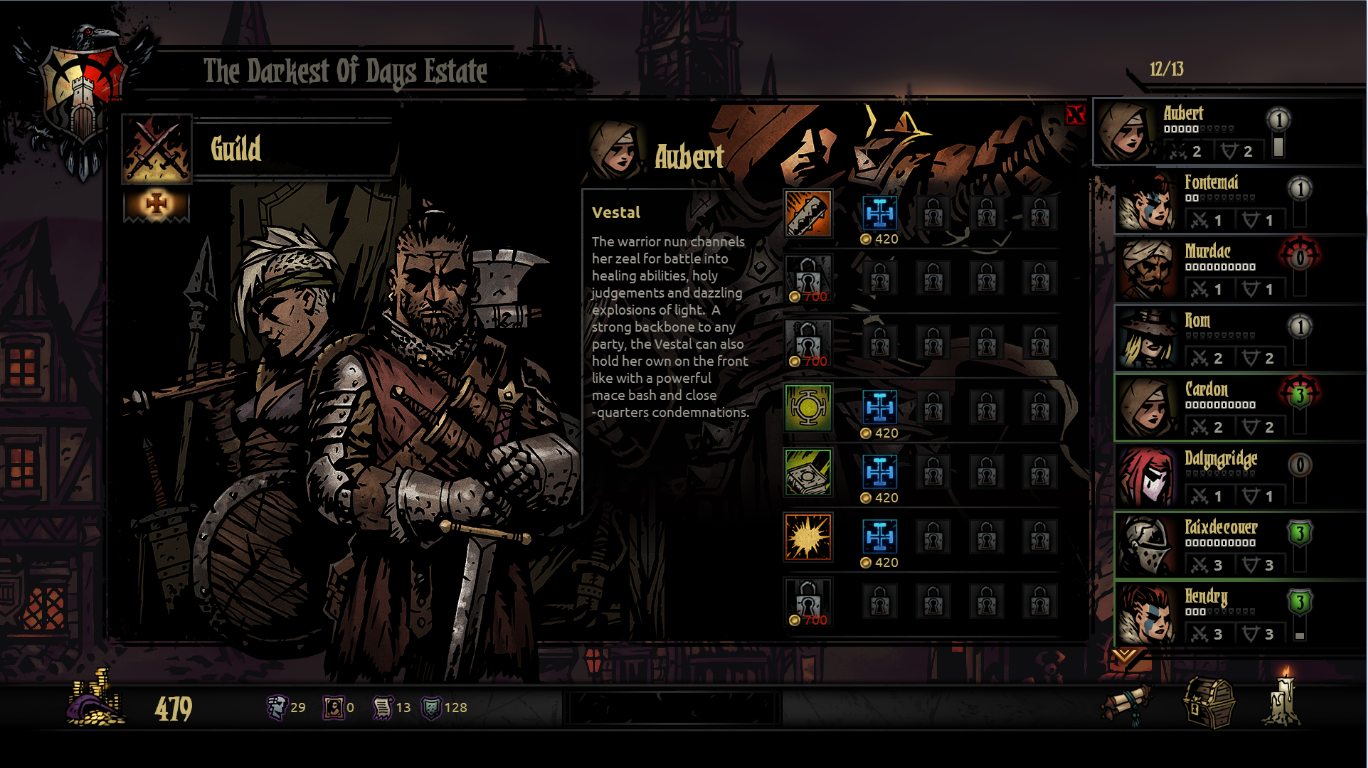 The Darkest Of Days Estate
12/13
Guild
Aubert
Vestal
The warrior nun channels
her zeal for battle into
healing abilities, holy
judgements and dazzling
explosions of light. A
strong backbone to any
party, the Vestal can also
hold her own on the front
like with a powerful
mace bash and close
-quarters condemnations.
420
700
700
420
420
420
700
Aubert
1
2 2
Fontemai
1
1 1
Murdac
0
1 1
Rom
1
2 2
Cardon
3
2 2
Dalyngridge
0
1 1
Paixdecouer
3
3 3
Hendry
3
3 3
479
29 0 13 128